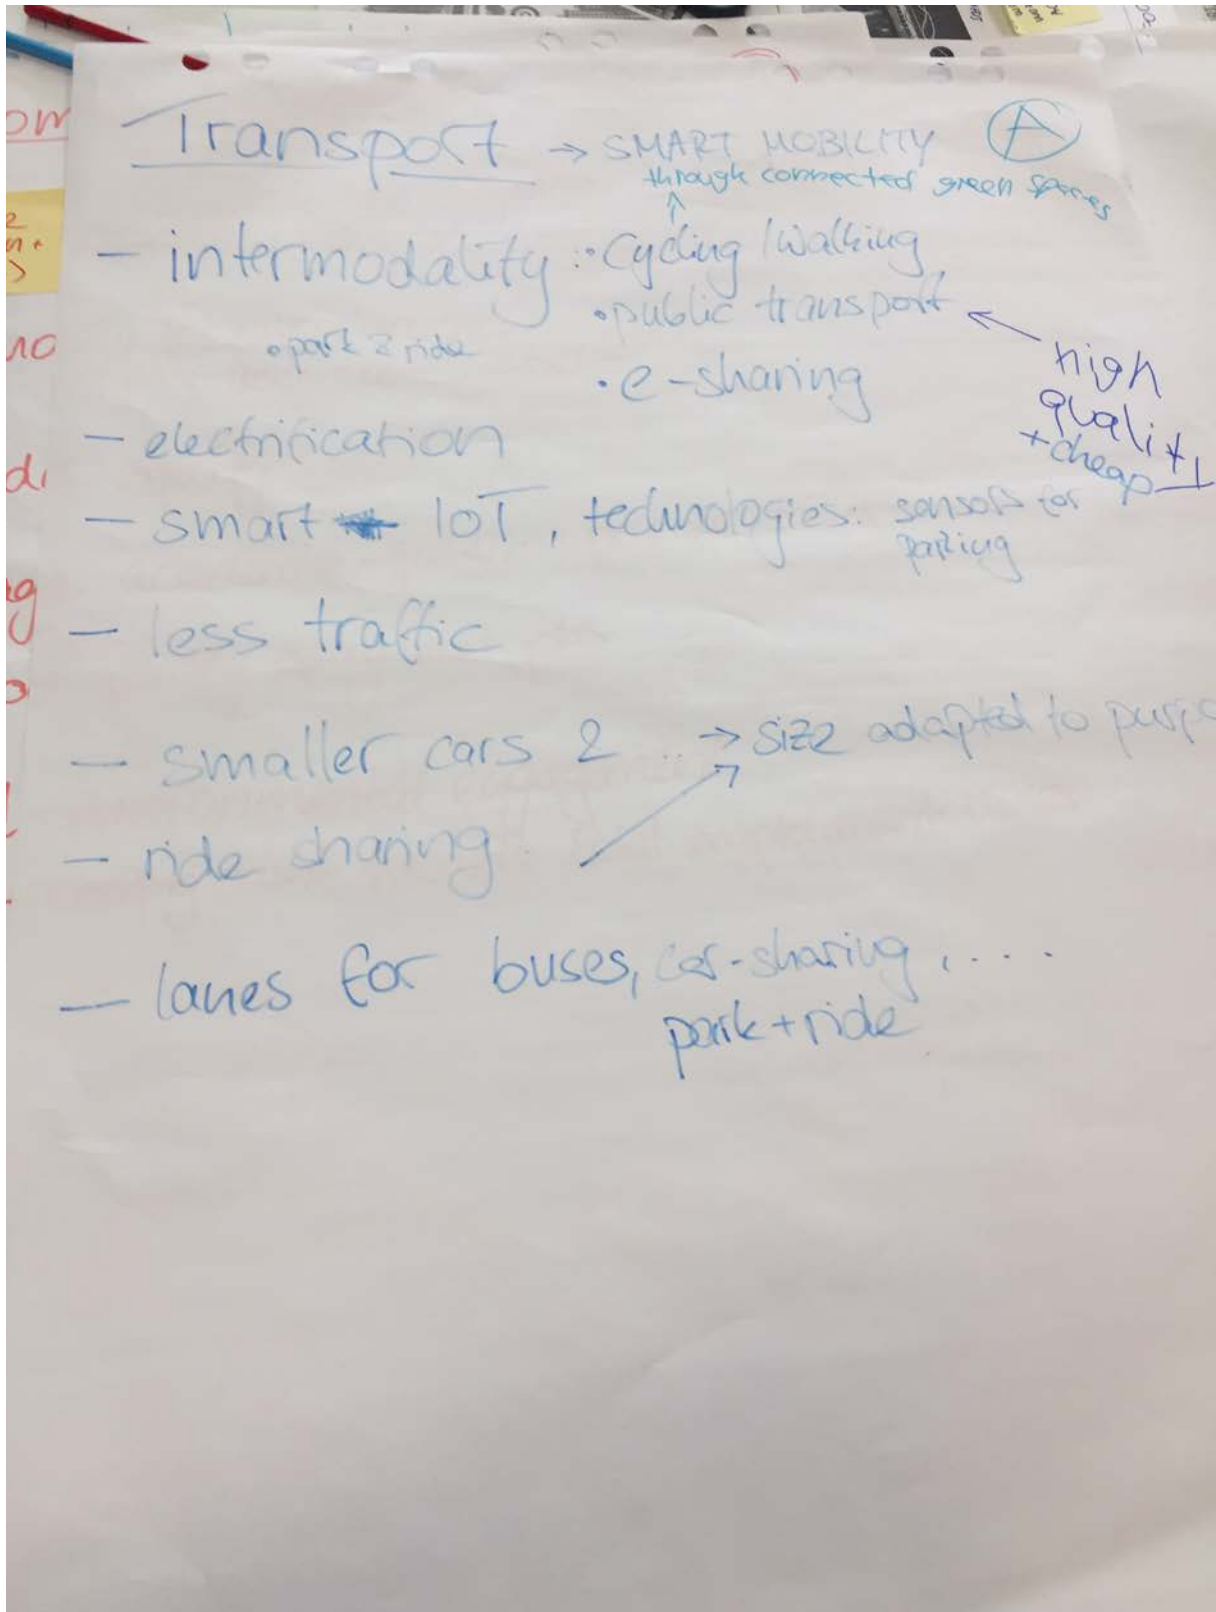 Transport → SMART MOBILITY A
through connected green spaces
- intermodality : • cycling / walking
• public transport
• park & ride
high
• e-sharing
quality
+ cheap
- electrification
- smart IoT, technologies: sensors for
parking
- less traffic
- smaller cars 2 .. → size adapted to
- ride sharing
- lanes for buses, car-sharing, ....
park + ride